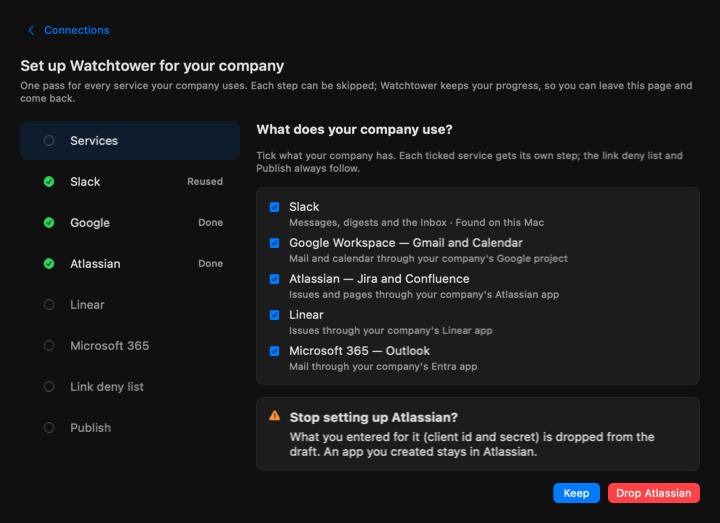 Connections
Set up Watchtower for your company
One pass for every service your company uses. Each step can be skipped; Watchtower keeps your progress, so you can leave this page and
come back.
Services
Slack Reused
Google Done
Atlassian Done
Linear
Microsoft 365
Link deny list
Publish
What does your company use?
Tick what your company has. Each ticked service gets its own step; the link deny list and
Publish always follow.
Slack
Messages, digests and the Inbox · Found on this Mac
Google Workspace — Gmail and Calendar
Mail and calendar through your company's Google project
Atlassian — Jira and Confluence
Issues and pages through your company's Atlassian app
Linear
Issues through your company's Linear app
Microsoft 365 — Outlook
Mail through your company's Entra app
Stop setting up Atlassian?
What you entered for it (client id and secret) is dropped from the
draft. An app you created stays in Atlassian.
Keep Drop Atlassian